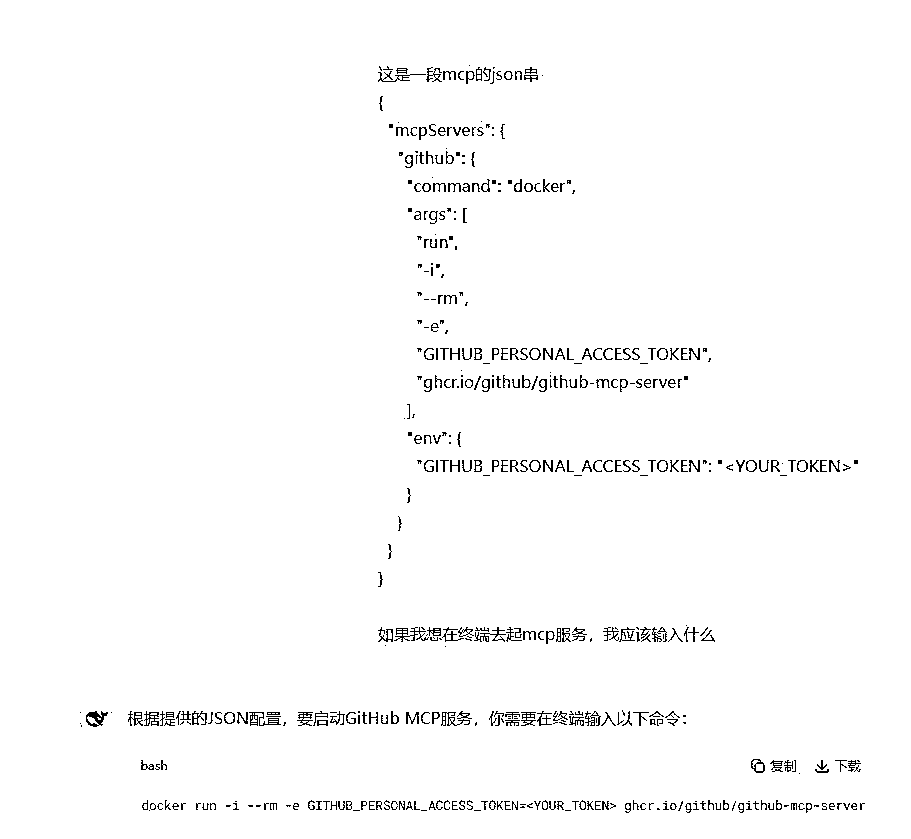 这是一段mcp的json串
{
"mcpServers": {
"github": {
"command": "docker",
"args": [
"run",
"-i",
"--rm",
"-e",
"GITHUB_PERSONAL_ACCESS_TOKEN",
"ghcr.io/github/github-mcp-server"
],
"env": {
"GITHUB_PERSONAL_ACCESS_TOKEN": "<YOUR_TOKEN>"
}
}
}
}
如果我想在终端去起mcp服务，我应该输入什么
根据提供的JSON配置，要启动GitHub MCP服务，你需要在终端输入以下命令：
bash 复制 下载
docker run -i --rm -e GITHUB_PERSONAL_ACCESS_TOKEN=<YOUR_TOKEN> ghcr.io/github/github-mcp-server